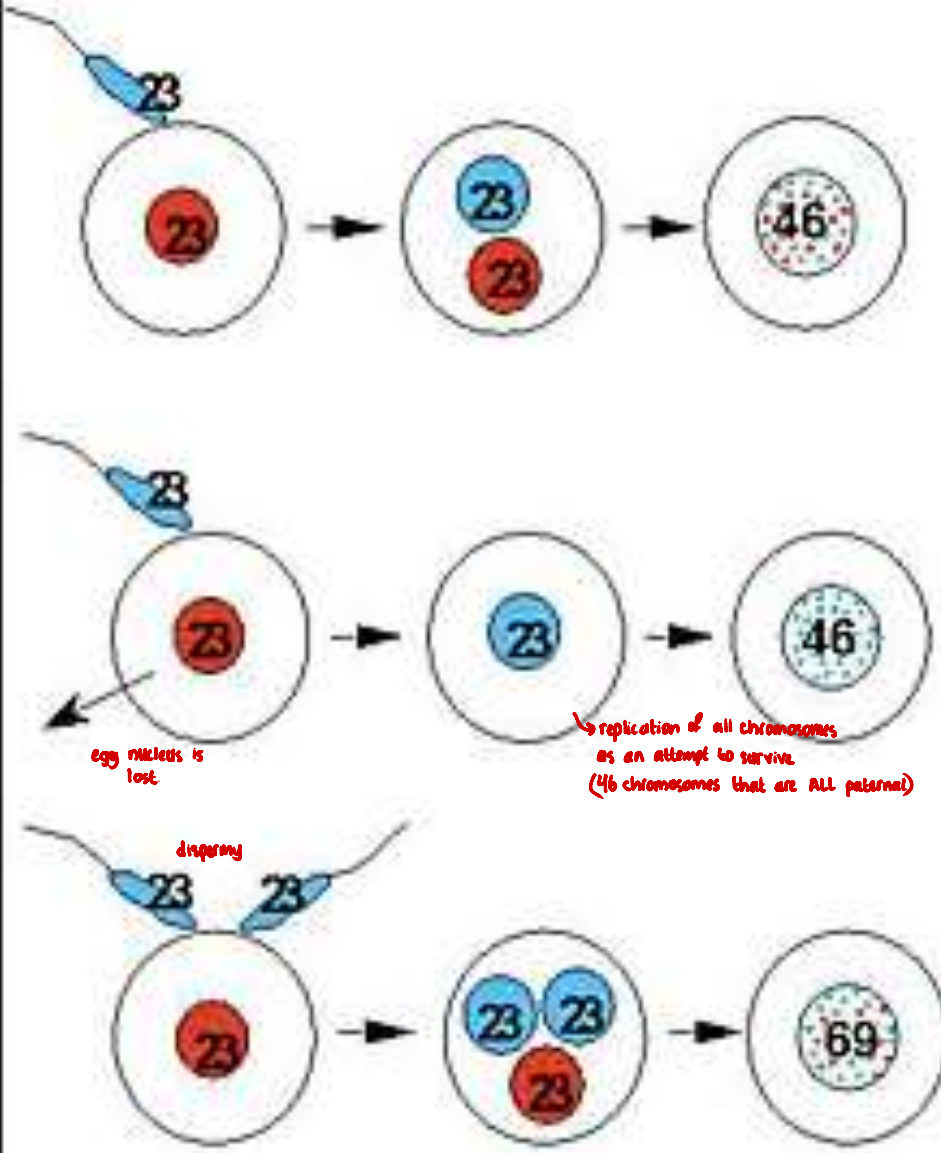 23
23
23
23
46
23
23
23
46
egg nucleus is
lost
replication of all chromosomes
as an attempt to survive
(46 chromosomes that are ALL paternal)
dispermy
23
23
23
23
23
23
69